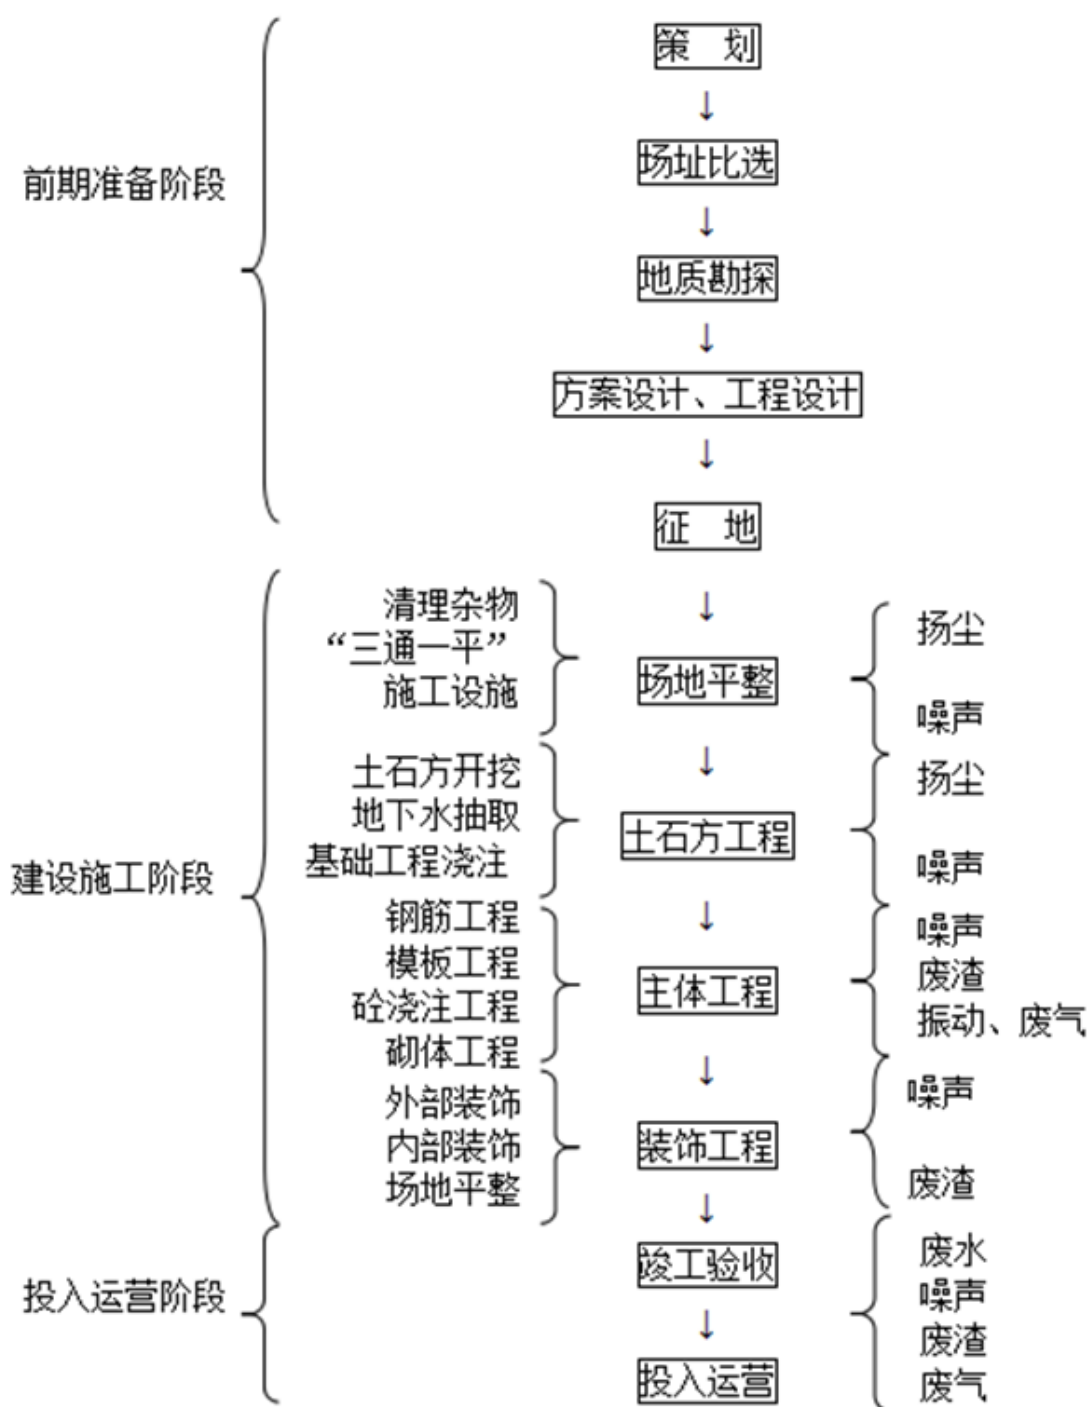 策　划
↓
场址比选
↓
前期准备阶段
地质勘探
↓
方案设计、工程设计
↓
征　地
↓
清理杂物
“三通一平”
施工设施
场地平整
扬尘
噪声
↓
土石方开挖
地下水抽取
基础工程浇注
土石方工程
扬尘
噪声
建设施工阶段
↓
钢筋工程
模板工程
砼浇注工程
砌体工程
主体工程
噪声
废渣
振动、废气
↓
外部装饰
内部装饰
场地平整
装饰工程
噪声
废渣
↓
投入运营阶段
竣工验收
↓
投入运营
废水
噪声
废渣
废气